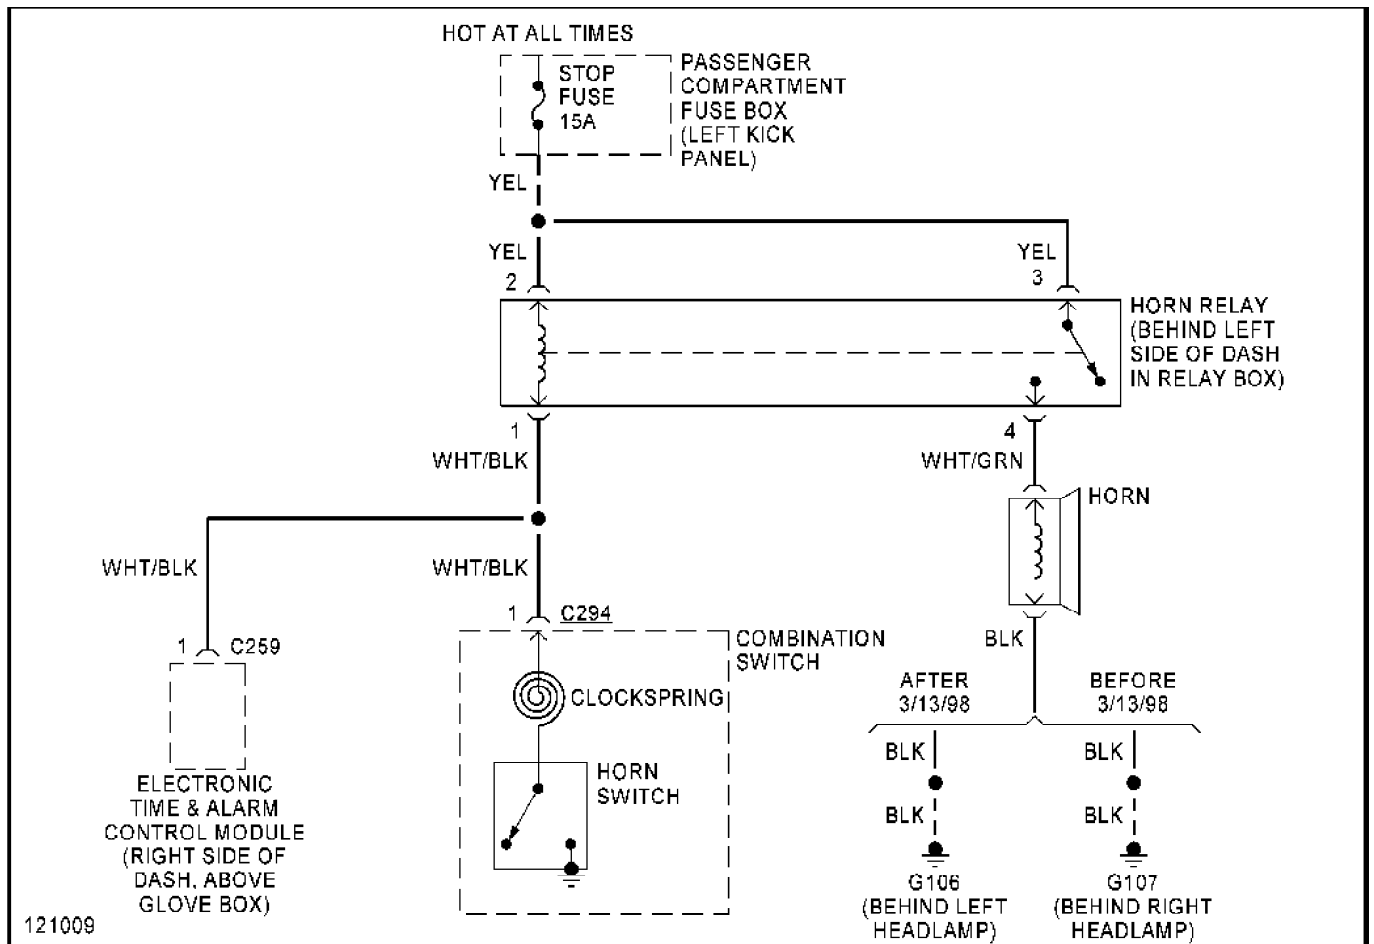 HOT AT ALL TIMES
STOP
FUSE
15A
PASSENGER
COMPARTMENT
FUSE BOX
(LEFT KICK
PANEL)
YEL
YEL
2
YEL
3
HORN RELAY
(BEHIND LEFT
SIDE OF DASH
IN RELAY BOX)
1
WHT/BLK
4
WHT/GRN
HORN
WHT/BLK
WHT/BLK
1 C294
1 C259
COMBINATION
SWITCH
CLOCKSPRING
HORN
SWITCH
ELECTRONIC
TIME & ALARM
CONTROL MODULE
(RIGHT SIDE OF
DASH, ABOVE
GLOVE BOX)
BLK
AFTER
3/13/98
BEFORE
3/13/98
BLK
BLK
BLK
BLK
G106
(BEHIND LEFT
HEADLAMP)
G107
(BEHIND RIGHT
HEADLAMP)
121009